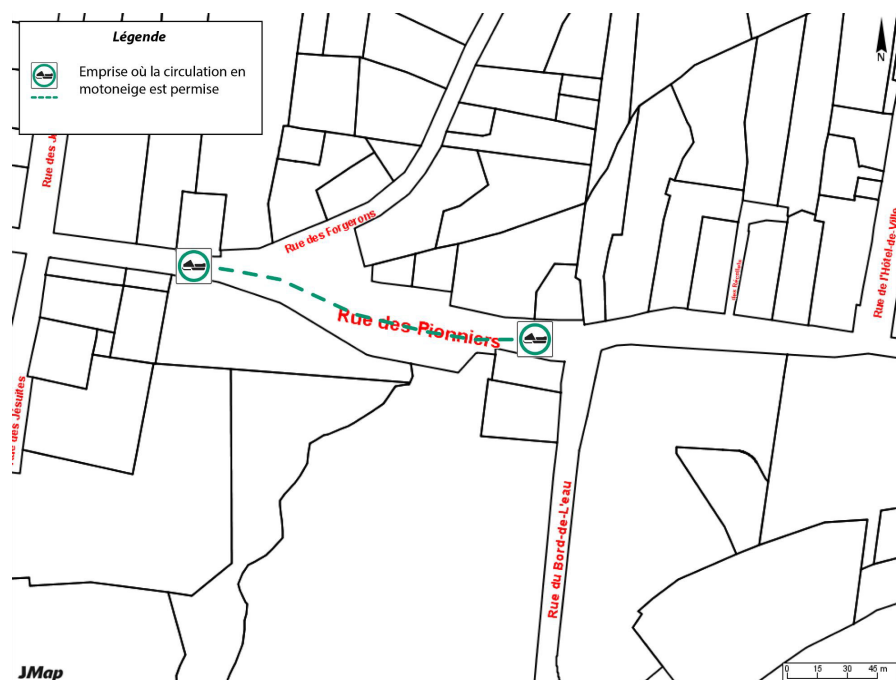 Légende
Emprise où la circulation en
motoneige est permise
N
Rue des
Rue des Forgerons
Rue des Pionniers
Rue de l'Hôtel-de-Ville
des Jésuites
Rue du Bord-de-L'eau
JMap
0 15 30 45 m